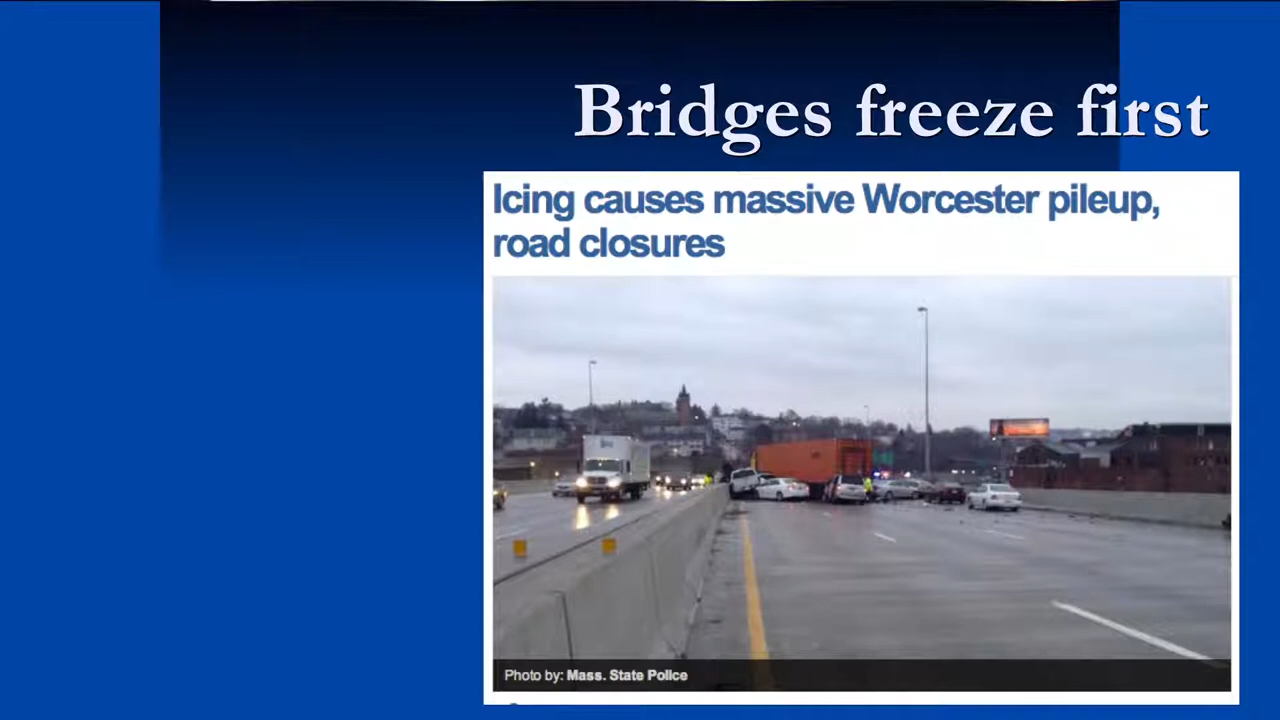 Bridges freeze first
Icing causes massive Worcester pileup,
road closures
Photo by: Mass. State Police